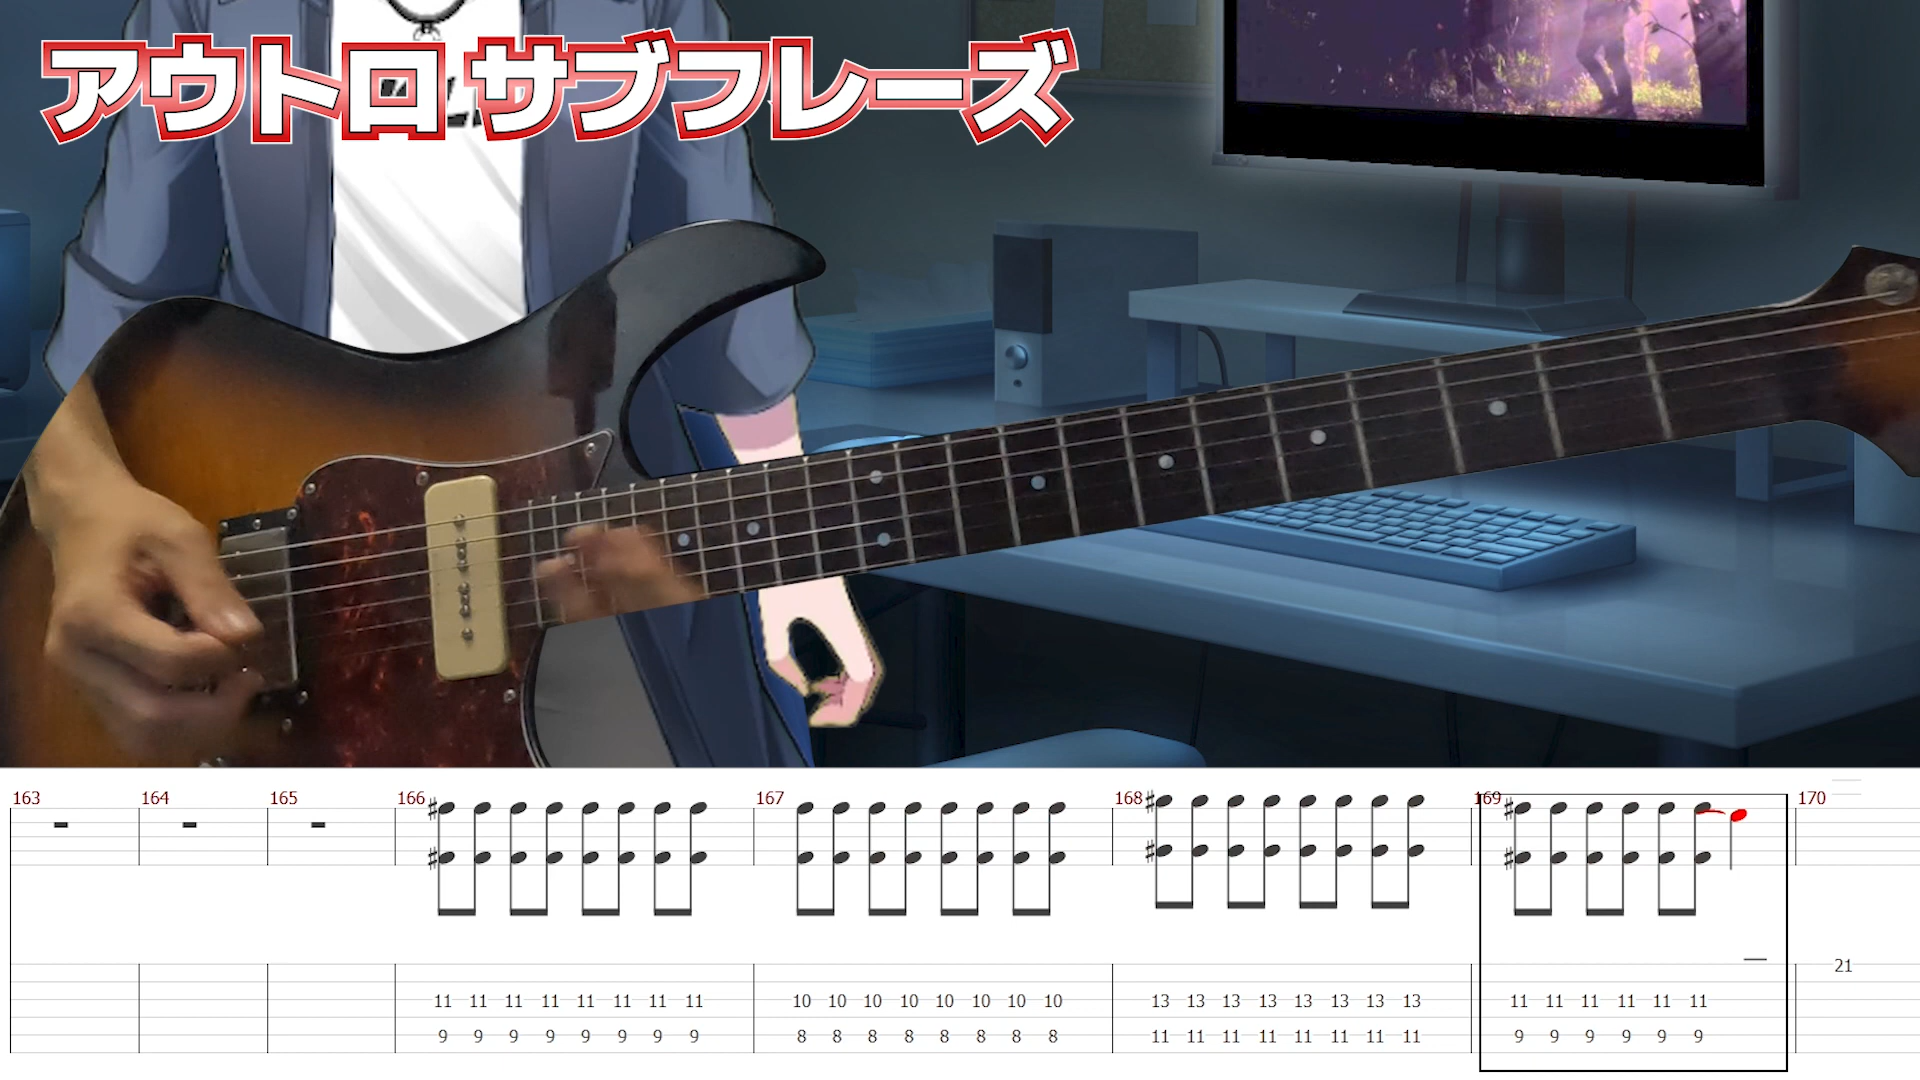 アウトロ サブフレーズ
163 164 165 166 167 168 169 170
21
11 11 11 11 11 11 11 11 10 10 10 10 10 10 10 10 13 13 13 13 13 13 13 13 11 11 11 11 11 11
9 9 9 9 9 9 9 9 8 8 8 8 8 8 8 8 11 11 11 11 11 11 11 11 9 9 9 9 9 9